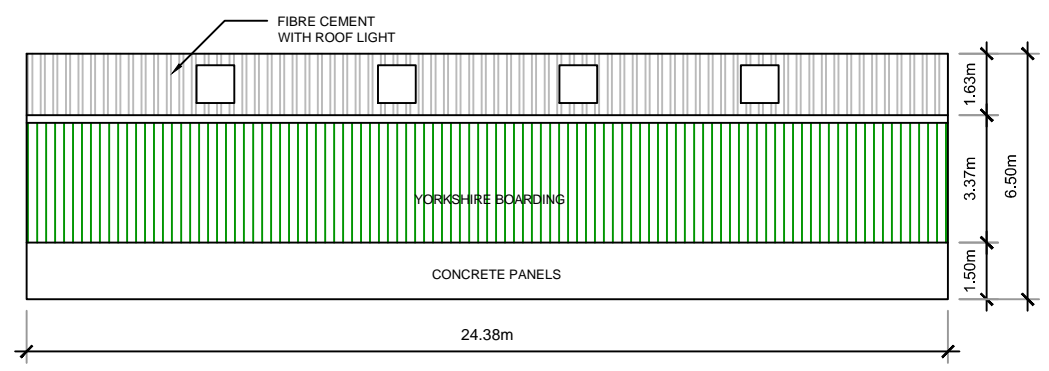 FIBRE CEMENT
WITH ROOF LIGHT
1.63m
3.37m
6.50m
YORKSHIRE BOARDING
1.50m
CONCRETE PANELS
24.38m